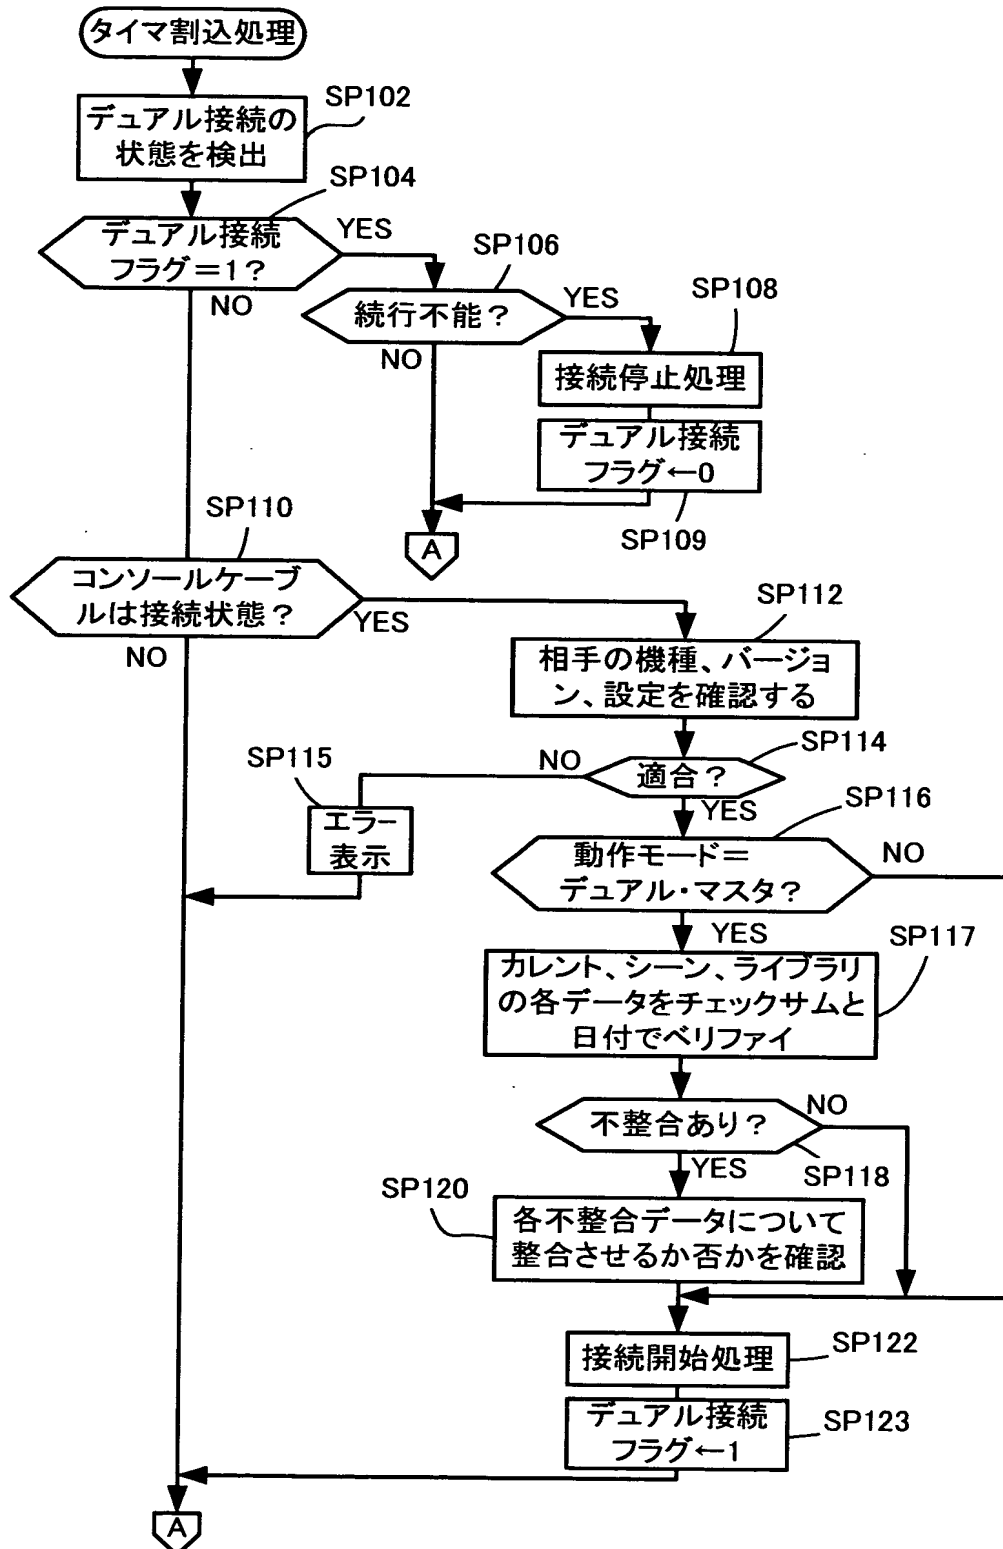 タイマ割込処理
SP102
デュアル接続の
状態を検出
SP104
デュアル接続
フラグ＝1？
YES
NO
SP106
続行不能？
YES
NO
SP108
接続停止処理
デュアル接続
フラグ←0
SP109
A
SP110
コンソールケーブ
ルは接続状態？
YES
NO
SP112
相手の機種、バージョ
ン、設定を確認する
SP114
適合？
NO
YES
SP115
エラー
表示
SP116
動作モード＝
デュアル・マスタ？
NO
YES
SP117
カレント、シーン、ライブラリ
の各データをチェックサムと
日付でベリファイ
不整合あり？
NO
YES
SP118
SP120
各不整合データについて
整合させるか否かを確認
接続開始処理
SP122
デュアル接続
フラグ←1
SP123
A